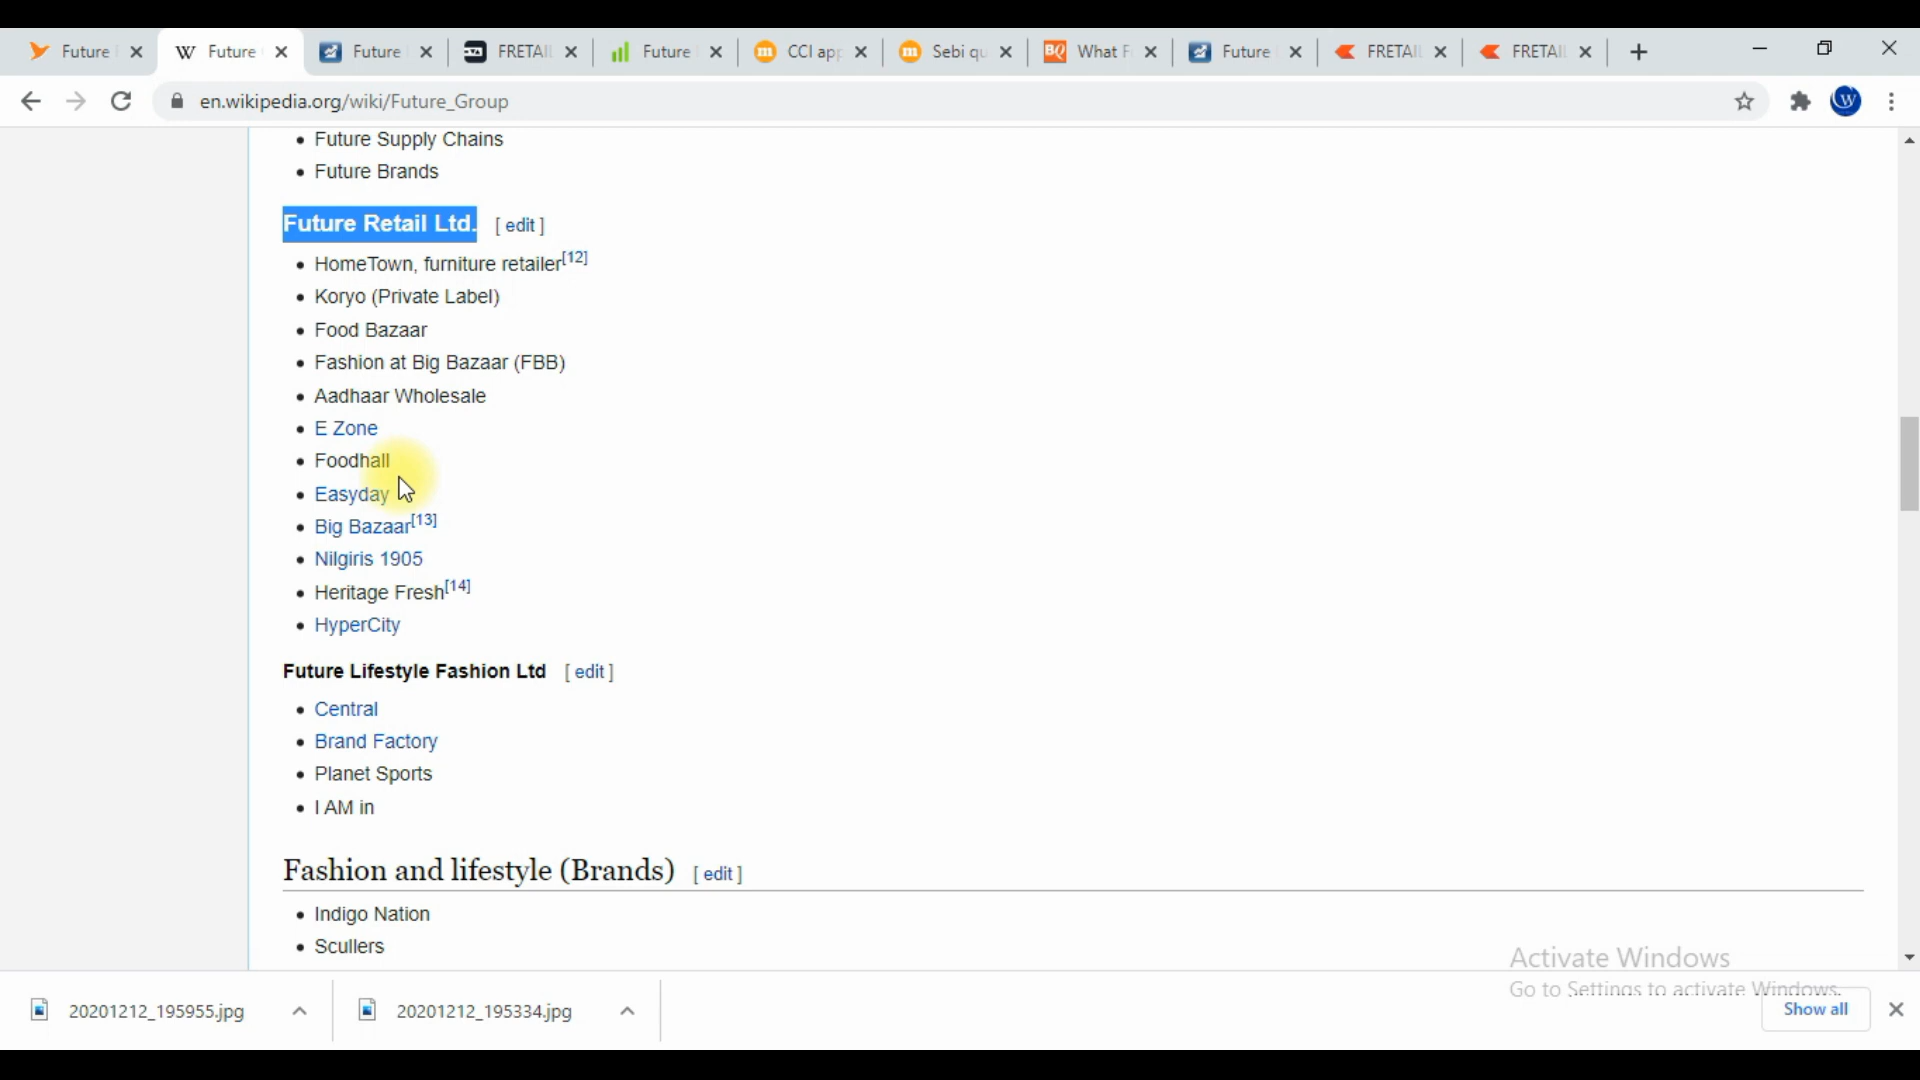 Future
Future
Future
FRETAIL
Future
CCI app
Sebi qu
What F
Future
FRETAIL
FRETAIL
en.wikipedia.org/wiki/Future_Group
• Future Supply Chains
• Future Brands
Future Retail Ltd. [ edit ]
• HomeTown, furniture retailer[12]
• Koryo (Private Label)
• Food Bazaar
• Fashion at Big Bazaar (FBB)
• Aadhaar Wholesale
• E Zone
• Foodhall
• Easyday
• Big Bazaar[13]
• Nilgiris 1905
• Heritage Fresh[14]
• HyperCity
Future Lifestyle Fashion Ltd [ edit ]
• Central
• Brand Factory
• Planet Sports
• I AM in
Fashion and lifestyle (Brands) [ edit ]
• Indigo Nation
• Scullers
Activate Windows
Go to Settings to activate Windows.
20201212_195955.jpg
20201212_195334.jpg
Show all